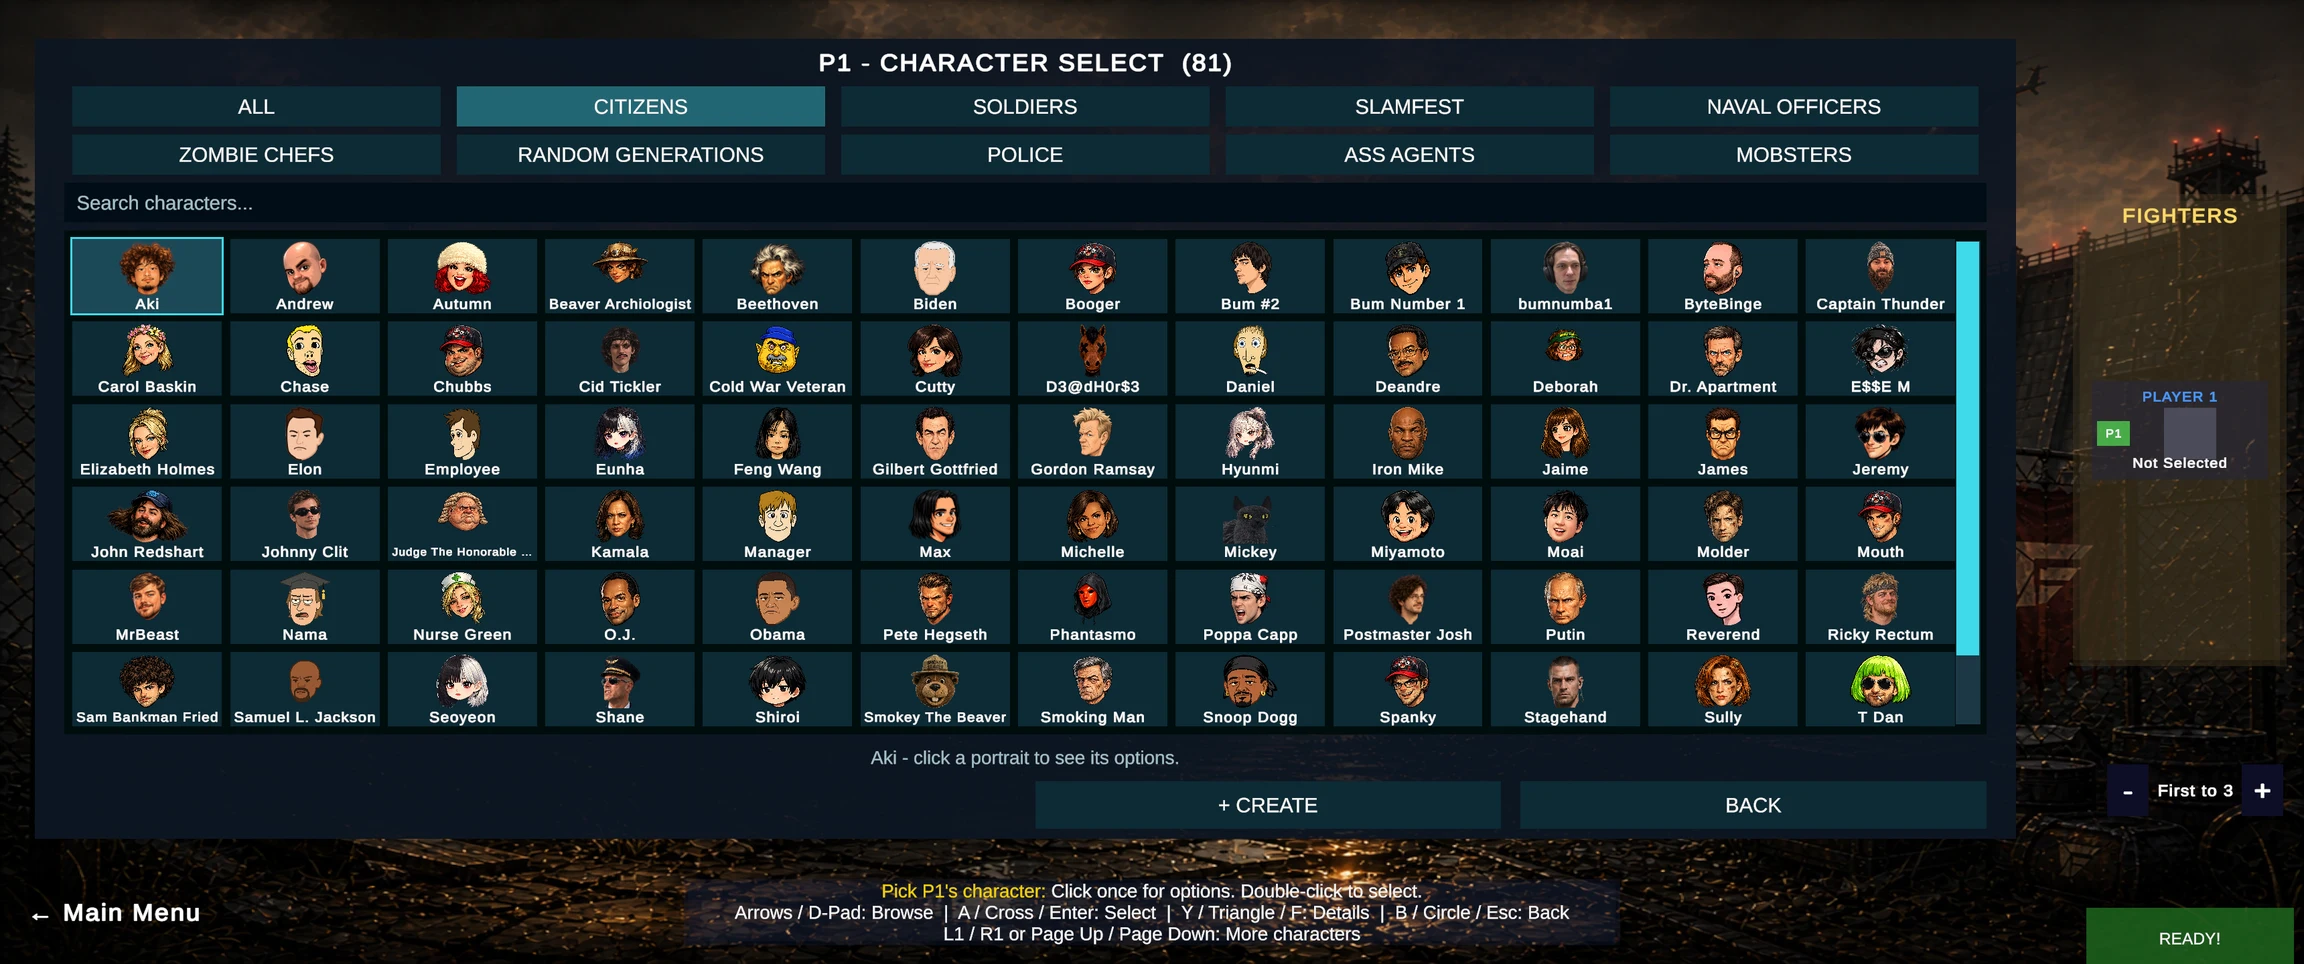 P1 - CHARACTER SELECT (81)
ALL
CITIZENS
SOLDIERS
SLAMFEST
NAVAL OFFICERS
ZOMBIE CHEFS
RANDOM GENERATIONS
POLICE
ASS AGENTS
MOBSTERS
Search characters...
Aki
Andrew
Autumn
Beaver Archiologist
Beethoven
Biden
Booger
Bum #2
Bum Number 1
bumnumba1
ByteBinge
Captain Thunder
Carol Baskin
Chase
Chubbs
Cid Tickler
Cold War Veteran
Cutty
D3@dH0r$3
Daniel
Deandre
Deborah
Dr. Apartment
E$$E M
Elizabeth Holmes
Elon
Employee
Eunha
Feng Wang
Gilbert Gottfried
Gordon Ramsay
Hyunmi
Iron Mike
Jaime
James
Jeremy
John Redshart
Johnny Clit
Judge The Honorable ...
Kamala
Manager
Max
Michelle
Mickey
Miyamoto
Moai
Molder
Mouth
MrBeast
Nama
Nurse Green
O.J.
Obama
Pete Hegseth
Phantasmo
Poppa Capp
Postmaster Josh
Putin
Reverend
Ricky Rectum
Sam Bankman Fried
Samuel L. Jackson
Seoyeon
Shane
Shiroi
Smokey The Beaver
Smoking Man
Snoop Dogg
Spanky
Stagehand
Sully
T Dan
Aki - click a portrait to see its options.
+ CREATE
BACK
FIGHTERS
PLAYER 1
P1
Not Selected
- First to 3 +
← Main Menu
Pick P1's character: Click once for options. Double-click to select.
Arrows / D-Pad: Browse | A / Cross / Enter: Select | Y / Triangle / F: Details | B / Circle / Esc: Back
L1 / R1 or Page Up / Page Down: More characters
READY!